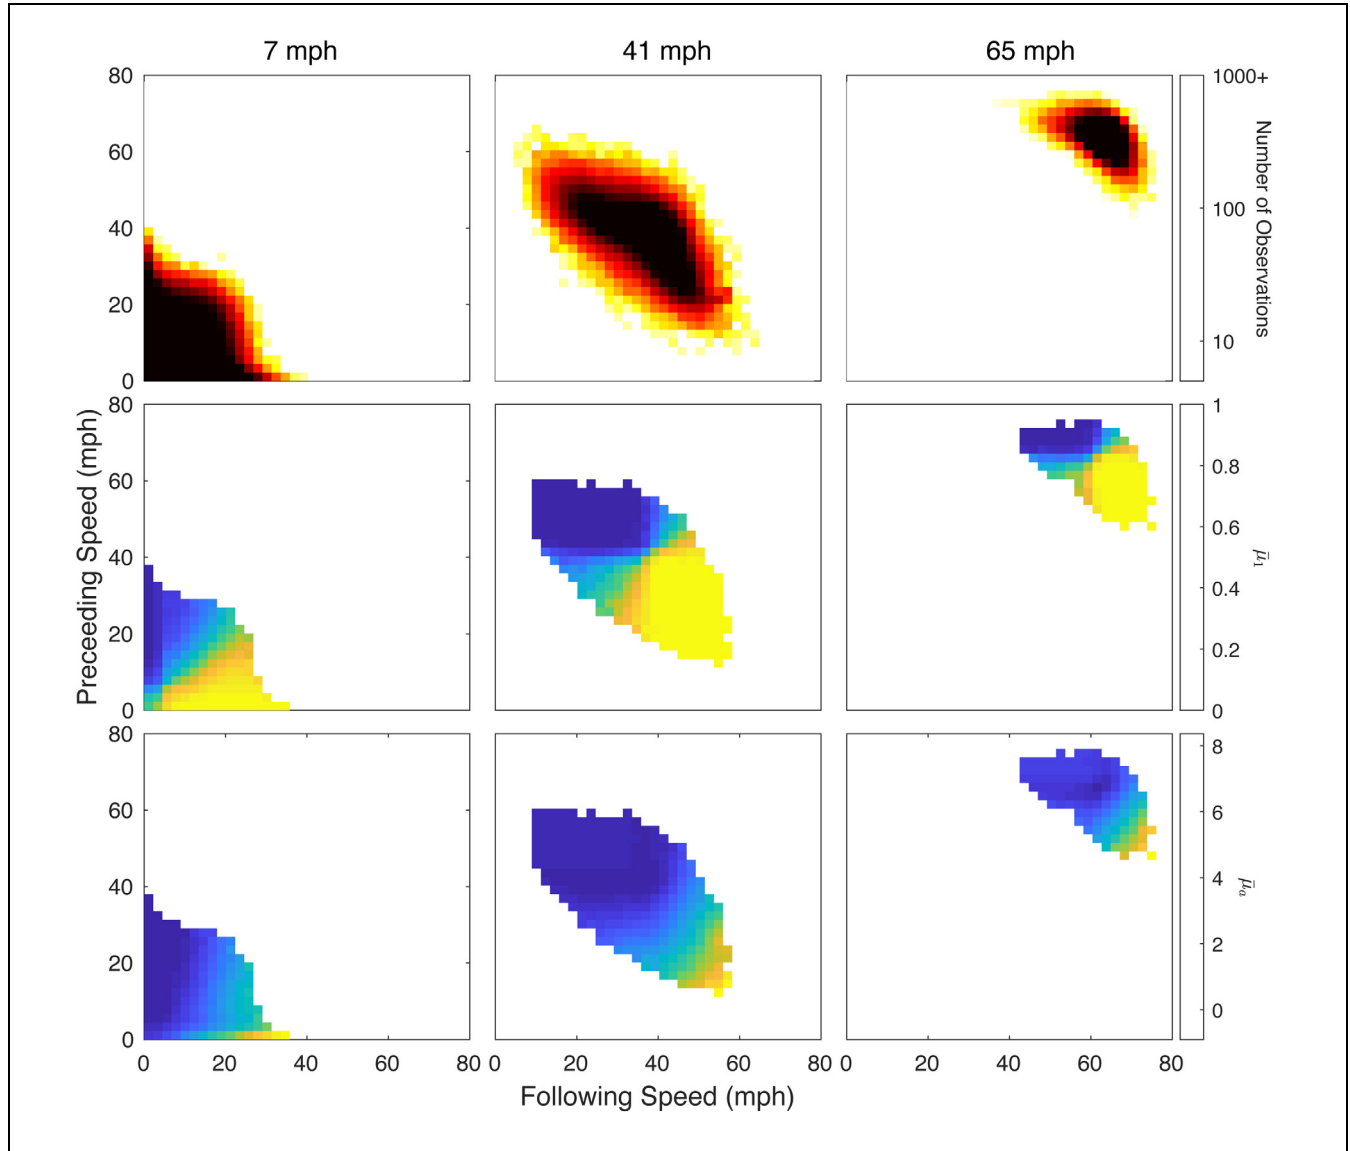 7 mph 41 mph 65 mph
80 1000+
60
40 100
20
0 10
Number of Observations
80 1
60 0.8
0.6
40
0.4
20
0.2
0 0
μ̄₁
Preceeding Speed (mph)
80
8
60 6
40 4
20 2
0
0
μ̄ₐ
0 20 40 60 80 0 20 40 60 80 0 20 40 60 80
Following Speed (mph)